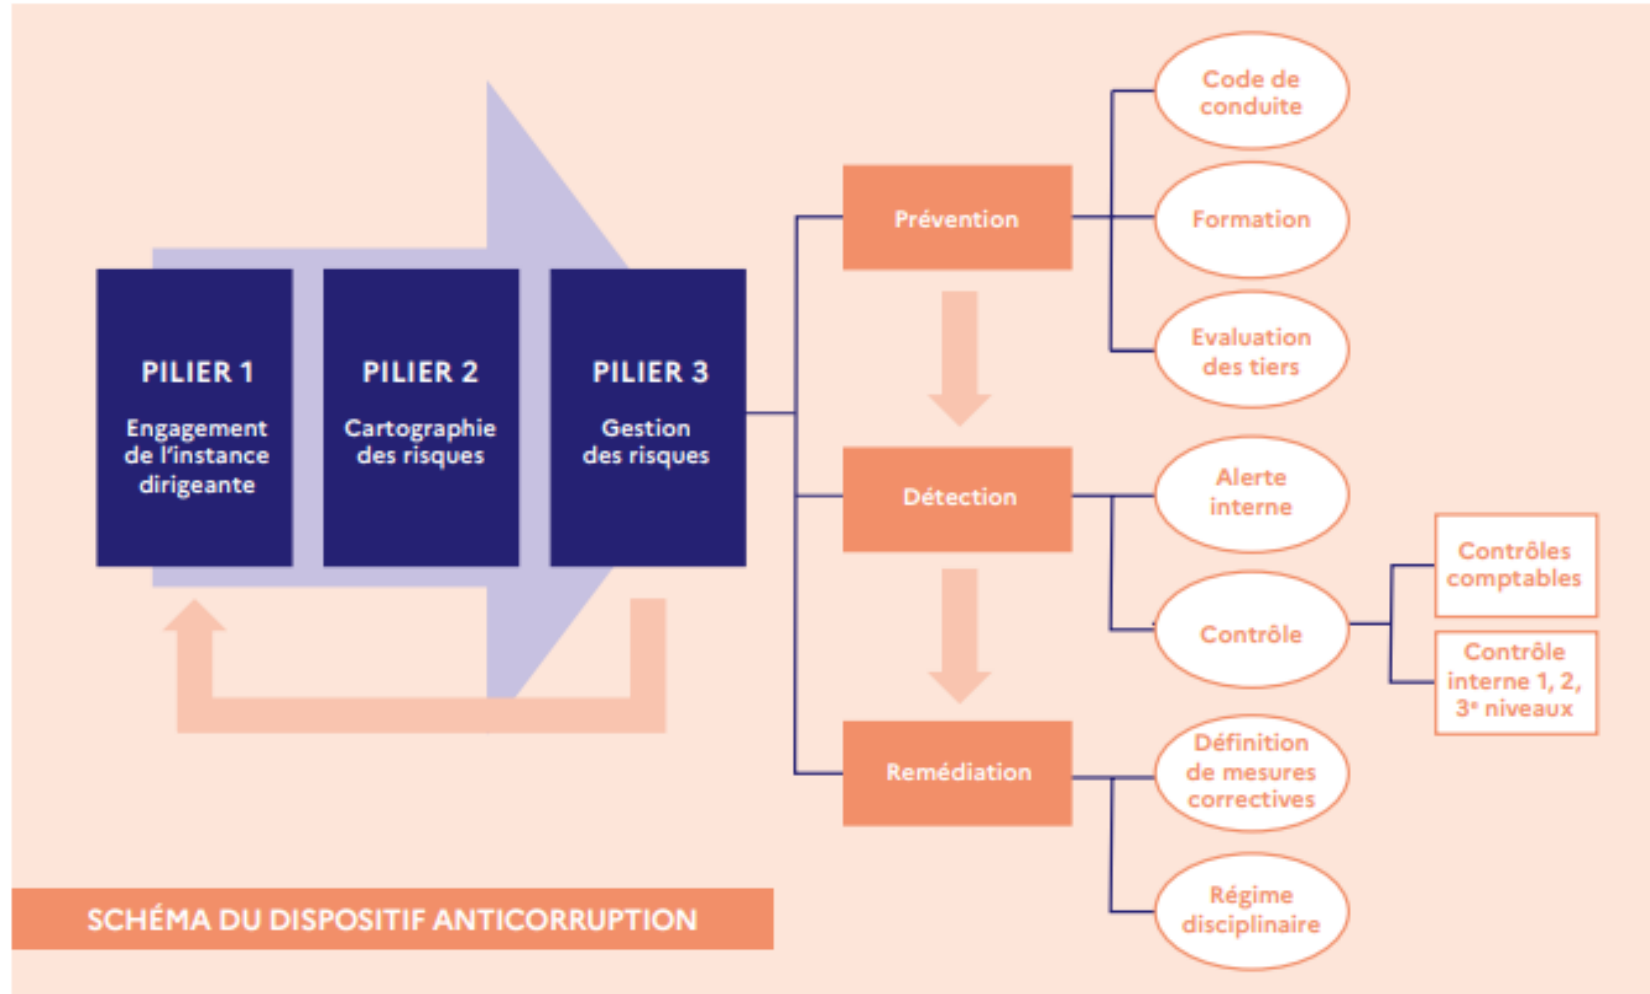 PILIER 1
Engagement
de l'instance
dirigeante
PILIER 2
Cartographie
des risques
PILIER 3
Gestion
des risques
Prévention
Code de
conduite
Formation
Evaluation
des tiers
Détection
Alerte
interne
Contrôle
Contrôles
comptables
Contrôle
interne 1, 2,
3ᵉ niveaux
Remédiation
Définition
de mesures
correctives
Régime
disciplinaire
SCHÉMA DU DISPOSITIF ANTICORRUPTION